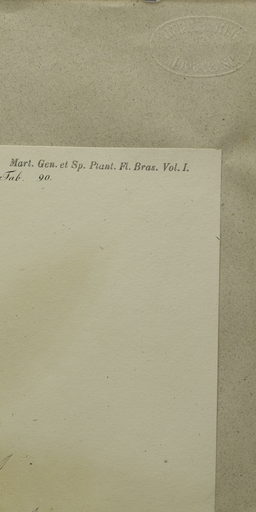 Mart. Gen. et Sp. Plant. Fl. Bras. Vol. I.
Tab. 90.